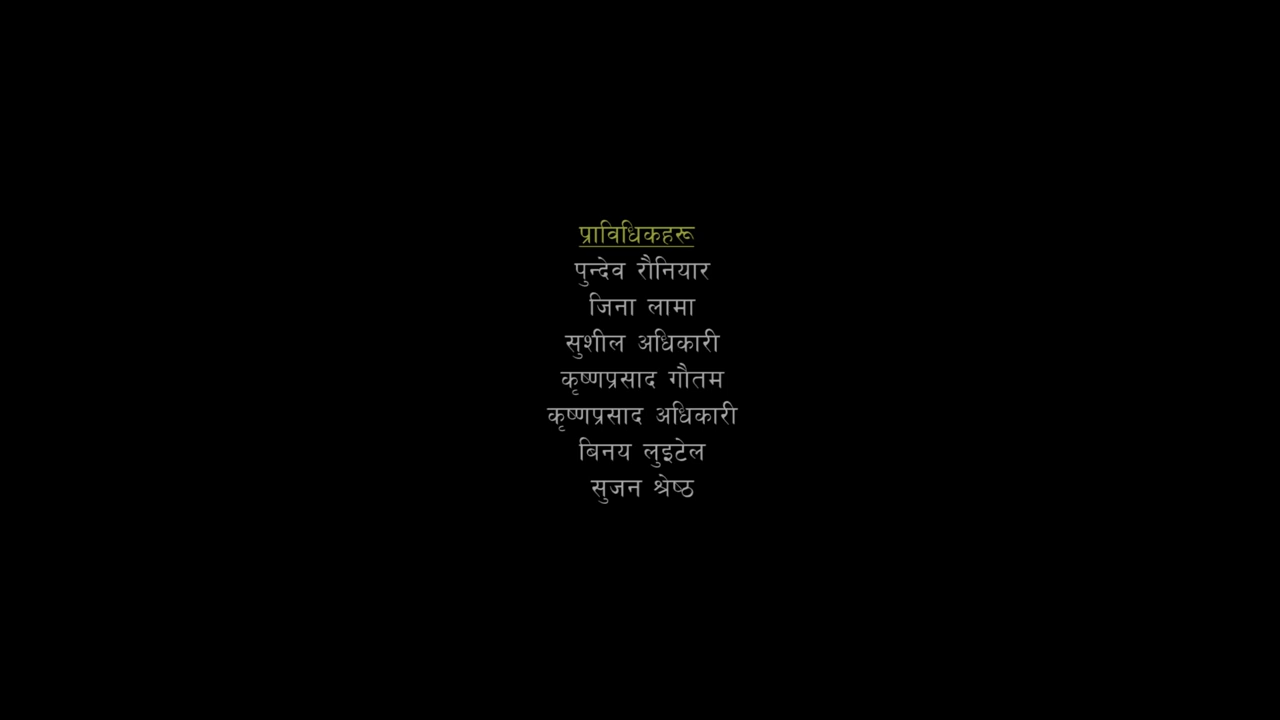 प्राविधिकहरू
पुन्देव रौनियार
जिना लामा
सुशील अधिकारी
कृष्णप्रसाद गौतम
कृष्णप्रसाद अधिकारी
बिनय लुइटेल
सुजन श्रेष्ठ